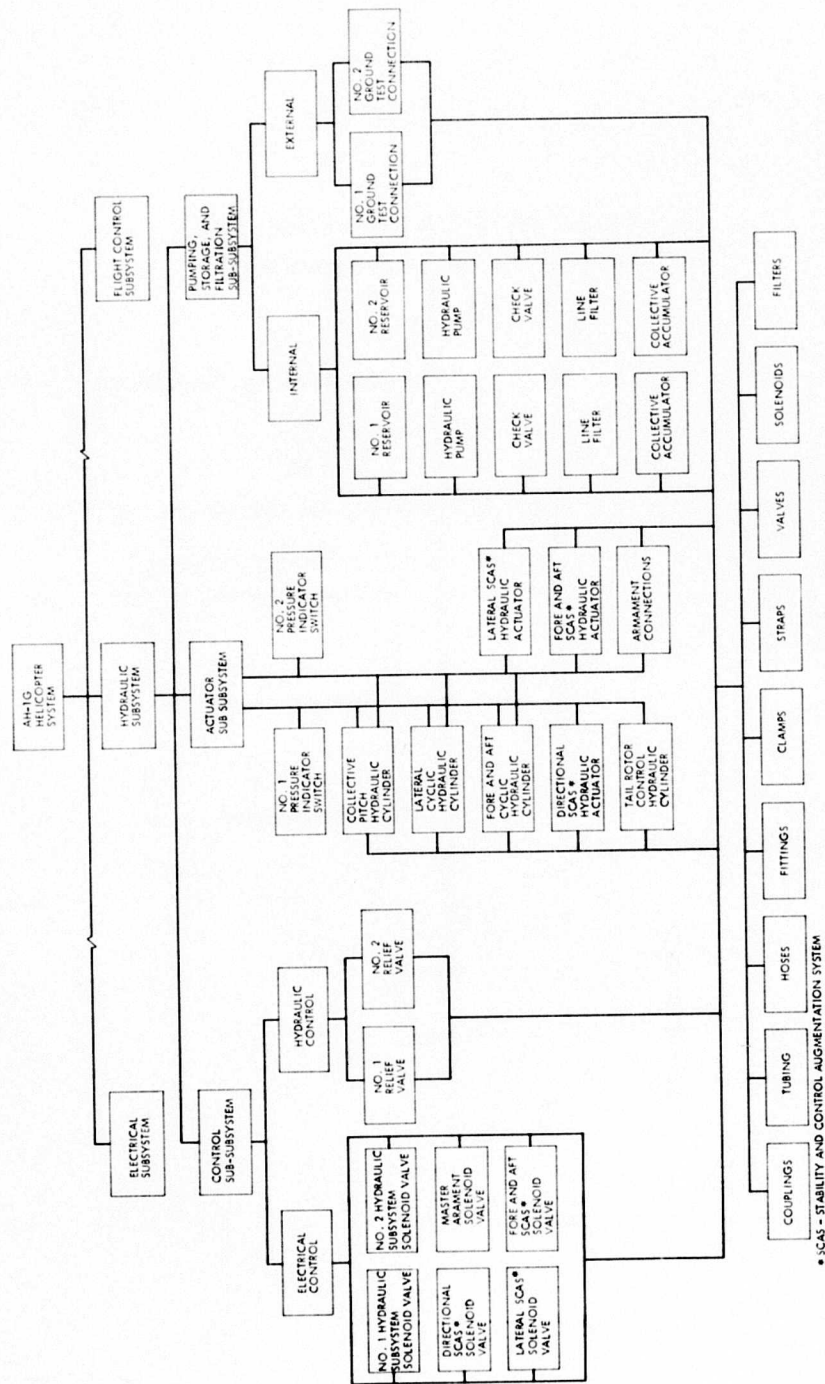 AH-1G
HELICOPTER
SYSTEM
ELECTRICAL
SUBSYSTEM
HYDRAULIC
SUBSYSTEM
FLIGHT CONTROL
SUBSYSTEM
CONTROL
SUB-SUBSYSTEM
ACTUATOR
SUB SUBSYSTEM
PUMPING,
STORAGE, AND
FILTRATION
SUB-SUBSYSTEM
ELECTRICAL
CONTROL
HYDRAULIC
CONTROL
NO. 1
PRESSURE
INDICATOR
SWITCH
NO. 2
PRESSURE
INDICATOR
SWITCH
INTERNAL
EXTERNAL
NO. 1 HYDRAULIC
SUBSYSTEM
SOLENOID VALVE
NO. 2 HYDRAULIC
SUBSYSTEM
SOLENOID VALVE
DIRECTIONAL
SCAS*
SOLENOID
VALVE
MASTER
ARAMENT
SOLENOID
VALVE
LATERAL SCAS*
SOLENOID
VALVE
FORE AND AFT
SCAS*
SOLENOID
VALVE
NO. 1
RELIEF
VALVE
NO. 2
RELIEF
VALVE
COLLECTIVE
PITCH
HYDRAULIC
CYLINDER
LATERAL
CYCLIC
HYDRAULIC
CYLINDER
FORE AND AFT
CYCLIC
HYDRAULIC
CYLINDER
DIRECTIONAL
SCAS*
HYDRAULIC
ACTUATOR
TAIL ROTOR
CONTROL
HYDRAULIC
CYLINDER
LATERAL SCAS*
HYDRAULIC
ACTUATOR
FORE AND AFT
SCAS*
HYDRAULIC
ACTUATOR
ARMAMENT
CONNECTIONS
NO. 1
RESERVOIR
NO. 2
RESERVOIR
HYDRAULIC
PUMP
HYDRAULIC
PUMP
CHECK
VALVE
CHECK
VALVE
LINE
FILTER
LINE
FILTER
COLLECTIVE
ACCUMULATOR
COLLECTIVE
ACCUMULATOR
NO. 1
GROUND
TEST
CONNECTION
NO. 2
GROUND
TEST
CONNECTION
COUPLINGS
TUBING
HOSES
FITTINGS
CLAMPS
STRAPS
VALVES
SOLENOIDS
FILTERS
* SCAS - STABILITY AND CONTROL AUGMENTATION SYSTEM